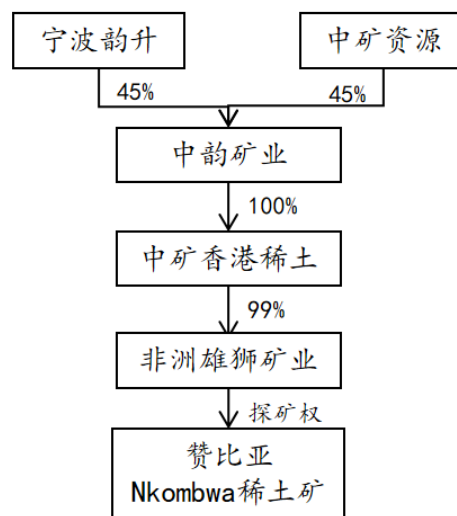 宁波韵升
中矿资源
45%
45%
中韵矿业
100%
中矿香港稀土
99%
非洲雄狮矿业
探矿权
赞比亚
Nkombwa稀土矿